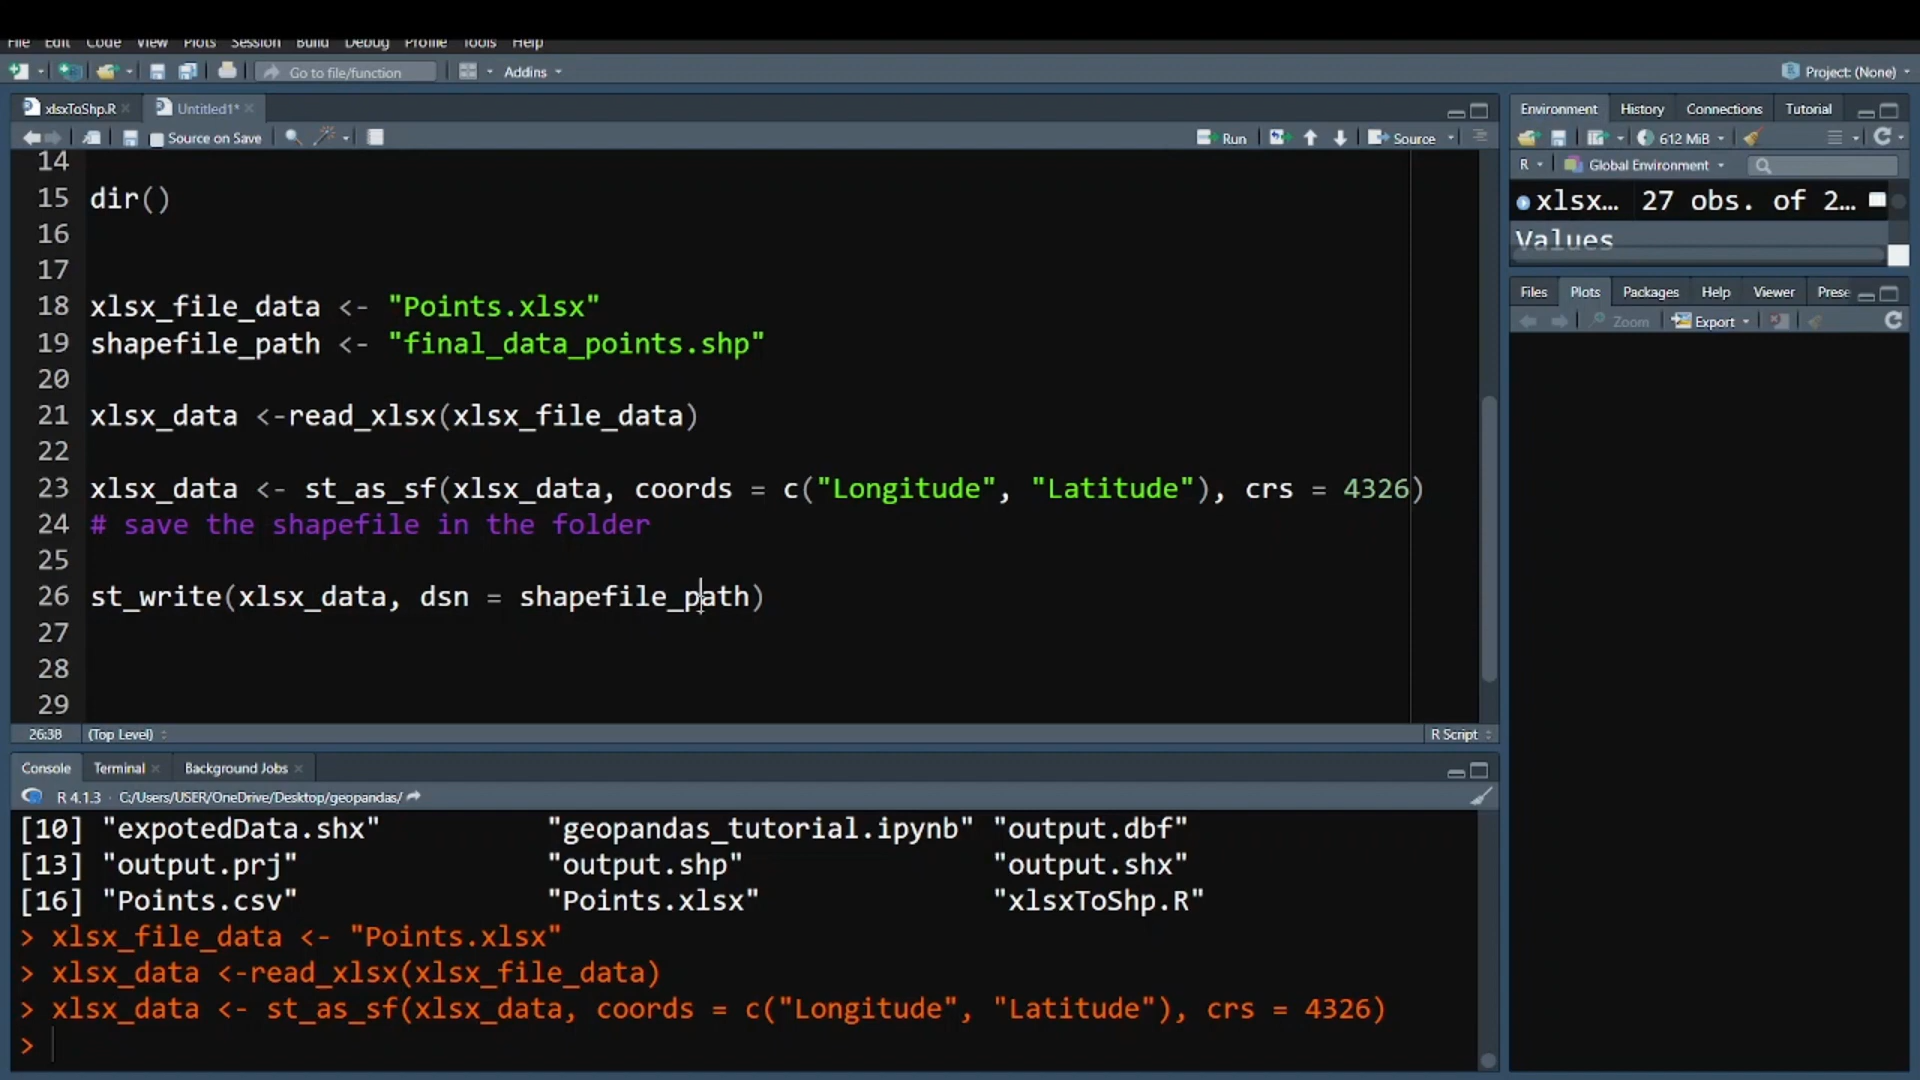 File Edit Code View Plots Session Build Debug Profile Tools Help
Go to file/function Addins Project: (None)
xlsxToShp.R Untitled1*
Source on Save Run Source
14
15 dir()
16
17
18 xlsx_file_data <- "Points.xlsx"
19 shapefile_path <- "final_data_points.shp"
20
21 xlsx_data <-read_xlsx(xlsx_file_data)
22
23 xlsx_data <- st_as_sf(xlsx_data, coords = c("Longitude", "Latitude"), crs = 4326)
24 # save the shapefile in the folder
25
26 st_write(xlsx_data, dsn = shapefile_path)
27
28
29
26:38 (Top Level) R Script
Console Terminal Background Jobs
R 4.1.3 · C:/Users/USER/OneDrive/Desktop/geopandas/
[10] "expotedData.shx" "geopandas_tutorial.ipynb" "output.dbf"
[13] "output.prj" "output.shp" "output.shx"
[16] "Points.csv" "Points.xlsx" "xlsxToShp.R"
> xlsx_file_data <- "Points.xlsx"
> xlsx_data <-read_xlsx(xlsx_file_data)
> xlsx_data <- st_as_sf(xlsx_data, coords = c("Longitude", "Latitude"), crs = 4326)
>
Environment History Connections Tutorial
612 MiB
R Global Environment
xlsx… 27 obs. of 2…
Values
Files Plots Packages Help Viewer Prese
Zoom Export